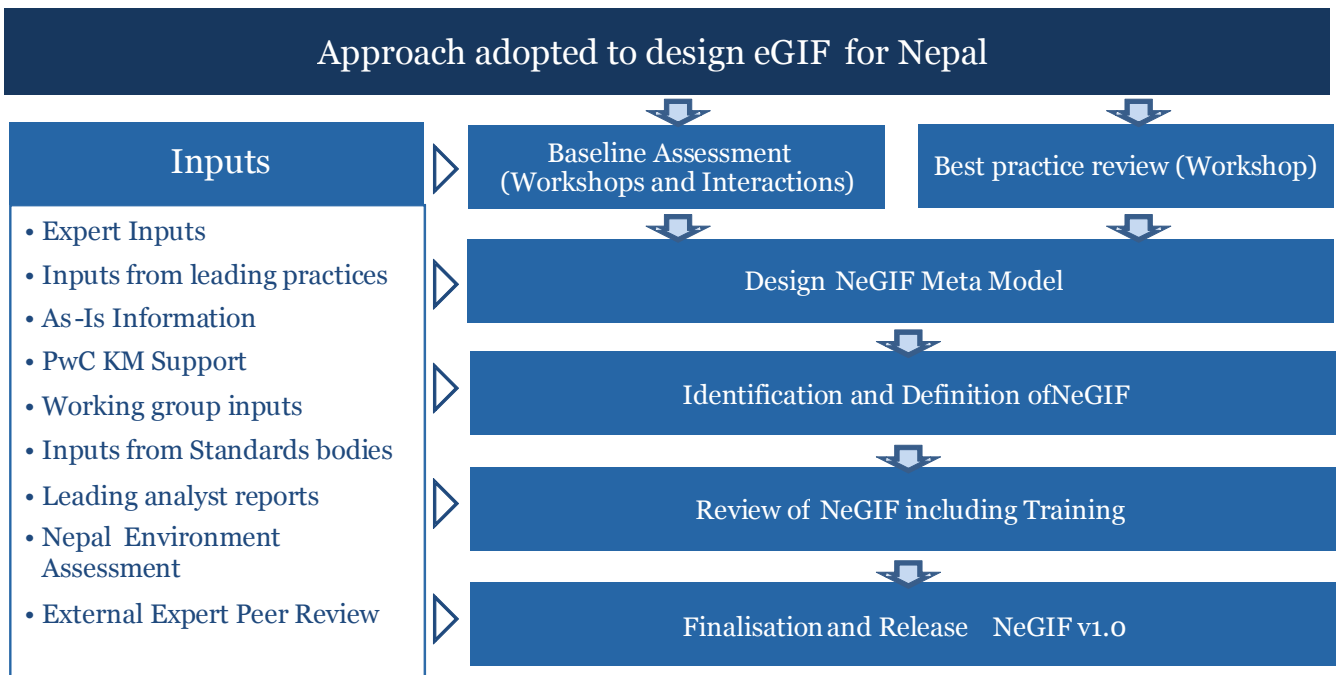 Approach adopted to design eGIF for Nepal
Inputs
• Expert Inputs
• Inputs from leading practices
• As-Is Information
• PwC KM Support
• Working group inputs
• Inputs from Standards bodies
• Leading analyst reports
• Nepal Environment
Assessment
• External Expert Peer Review
Baseline Assessment
(Workshops and Interactions)
Best practice review (Workshop)
Design NeGIF Meta Model
Identification and Definition ofNeGIF
Review of NeGIF including Training
Finalisation and Release NeGIF v1.0